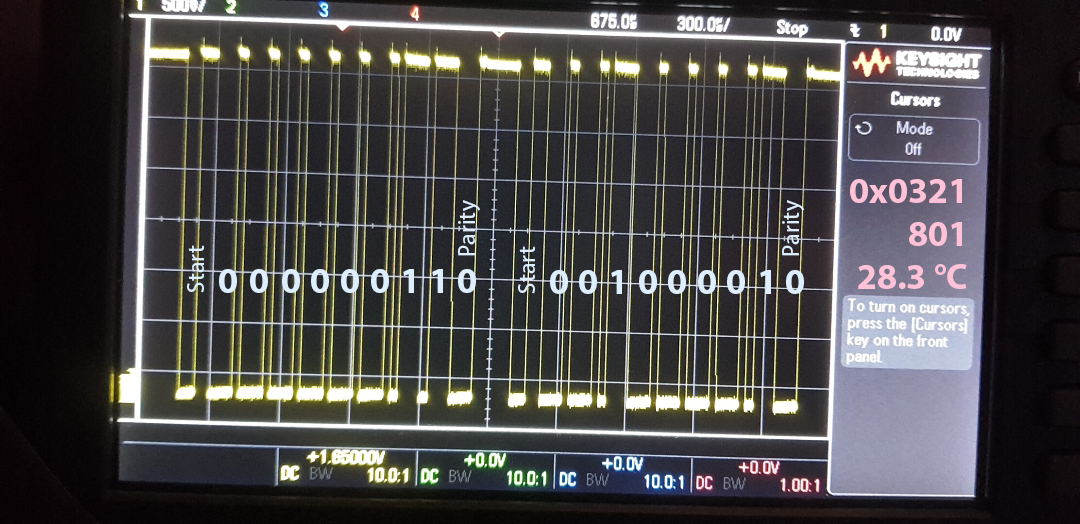 1 500V/ 2 3 4 675.0s 300.0s/ Stop 1 0.0V
KEYSIGHT
TECHNOLOGIES
Cursors
Mode
Off
0x0321
801
28.3 °C
To turn on cursors,
press the [Cursors]
key on the front
panel.
Start 0 0 0 0 0 0 1 1 0 Parity Start 0 0 1 0 0 0 0 1 0 Parity
+1.65000V +0.0V +0.0V +0.0V
DC BW 10.0:1 DC BW 10.0:1 DC BW 10.0:1 DC BW 1.00:1